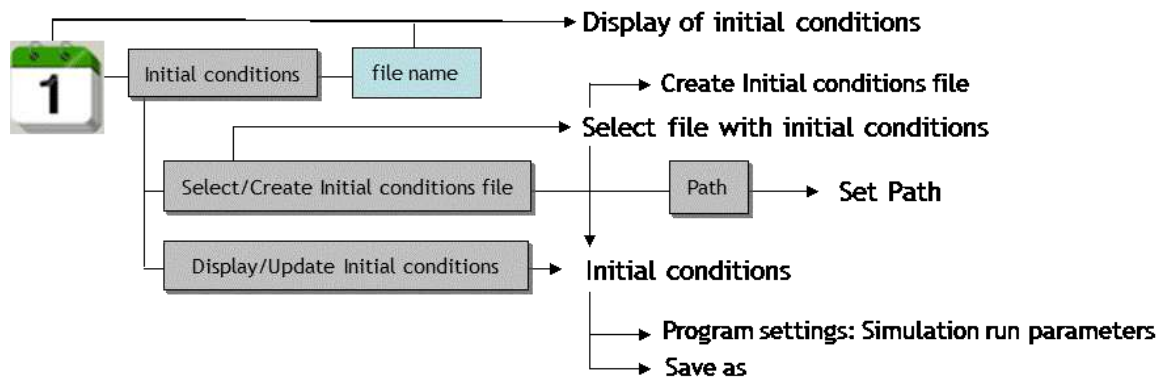 Display of initial conditions
1
Initial conditions
file name
Create Initial conditions file
Select file with initial conditions
Select/Create Initial conditions file
Path
Set Path
Display/Update Initial conditions
Initial conditions
Program settings: Simulation run parameters
Save as